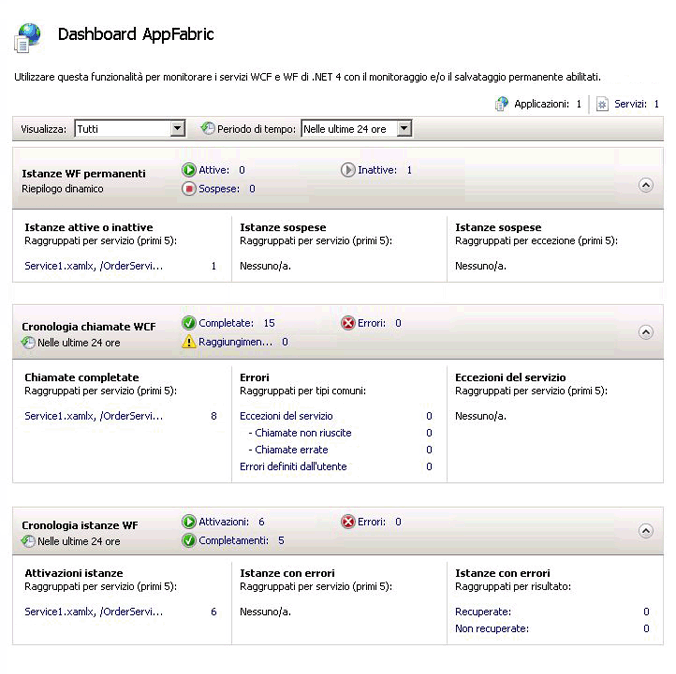 Dashboard AppFabric
Utilizzare questa funzionalità per monitorare i servizi WCF e WF di .NET 4 con il monitoraggio e/o il salvataggio permanente abilitati.
Applicazioni: 1 Servizi: 1
Visualizza: Tutti Periodo di tempo: Nelle ultime 24 ore
Istanze WF permanenti
Riepilogo dinamico
Attive: 0 Inattive: 1
Sospese: 0
Istanze attive o inattive
Raggruppati per servizio (primi 5):
Service1.xamlx, /OrderServi... 1
Istanze sospese
Raggruppati per servizio (primi 5):
Nessuno/a.
Istanze sospese
Raggruppati per eccezione (primi 5):
Nessuno/a.
Cronologia chiamate WCF
Nelle ultime 24 ore
Completate: 15 Errori: 0
Raggiungimen... 0
Chiamate completate
Raggruppati per servizio (primi 5):
Service1.xamlx, /OrderServi... 8
Errori
Raggruppati per tipi comuni:
Eccezioni del servizio 0
- Chiamate non riuscite 0
- Chiamate errate 0
Errori definiti dall'utente 0
Eccezioni del servizio
Raggruppati per servizio (primi 5):
Nessuno/a.
Cronologia istanze WF
Nelle ultime 24 ore
Attivazioni: 6 Errori: 0
Completamenti: 5
Attivazioni istanze
Raggruppati per servizio (primi 5):
Service1.xamlx, /OrderServi... 6
Istanze con errori
Raggruppati per servizio (primi 5):
Nessuno/a.
Istanze con errori
Raggruppati per risultato:
Recuperate: 0
Non recuperate: 0